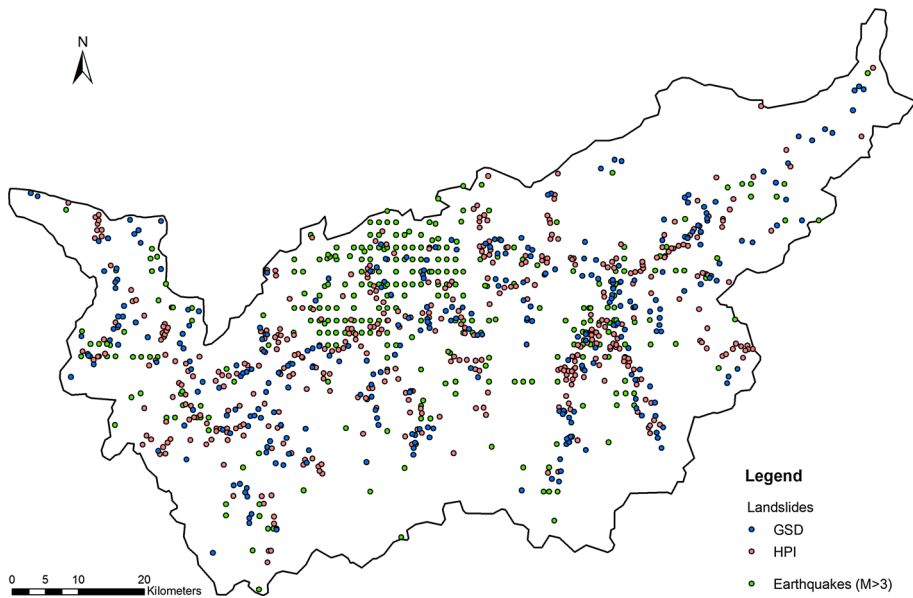 N
Legend
Landslides
GSD
HPI
Earthquakes (M>3)
0 5 10 20
Kilometers